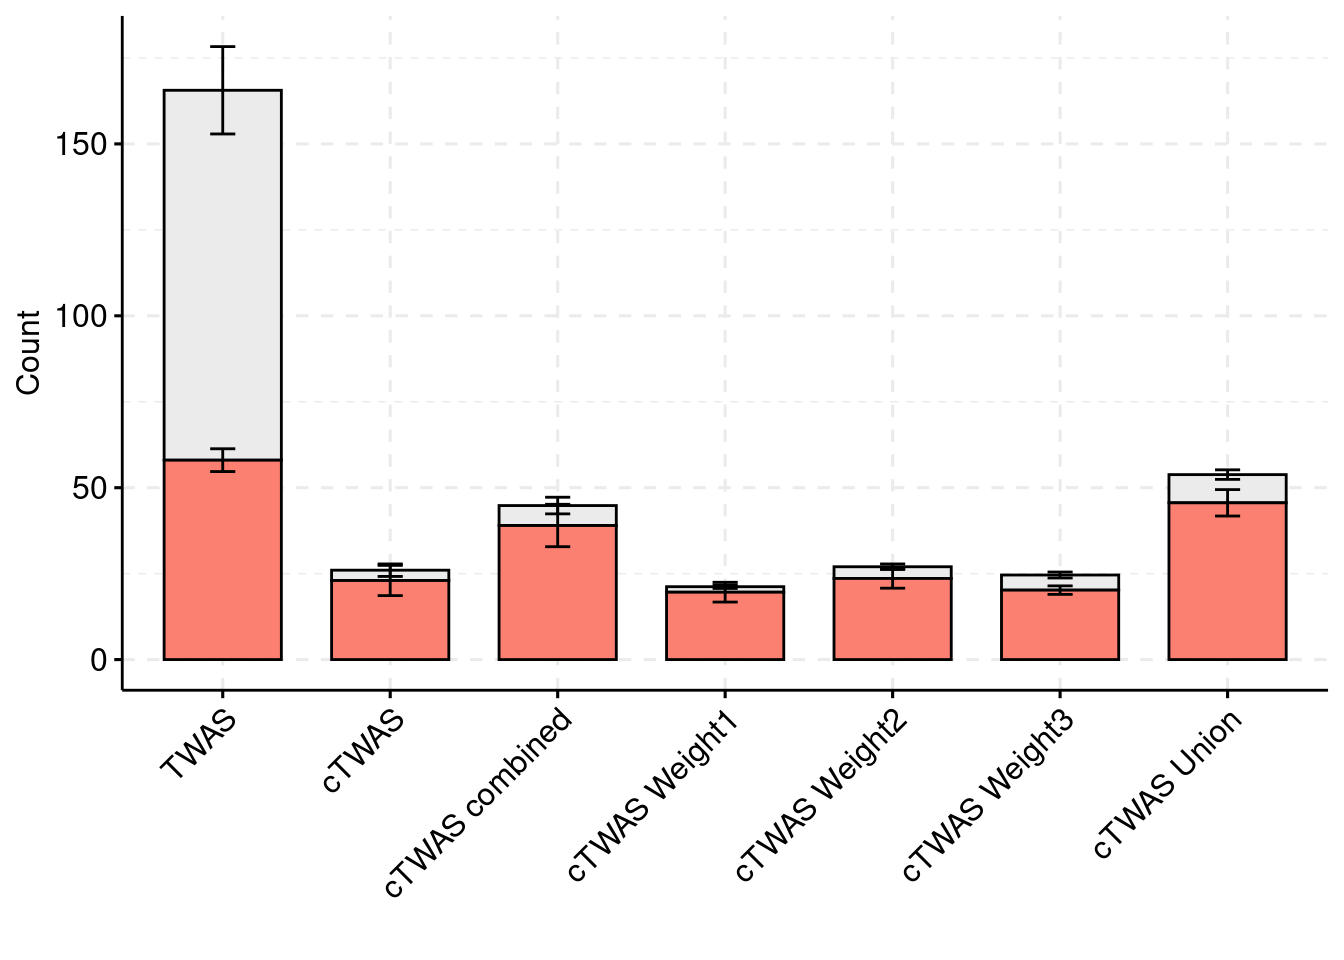 Count
150
100
50
0
TWAS
cTWAS
cTWAS combined
cTWAS Weight1
cTWAS Weight2
cTWAS Weight3
cTWAS Union